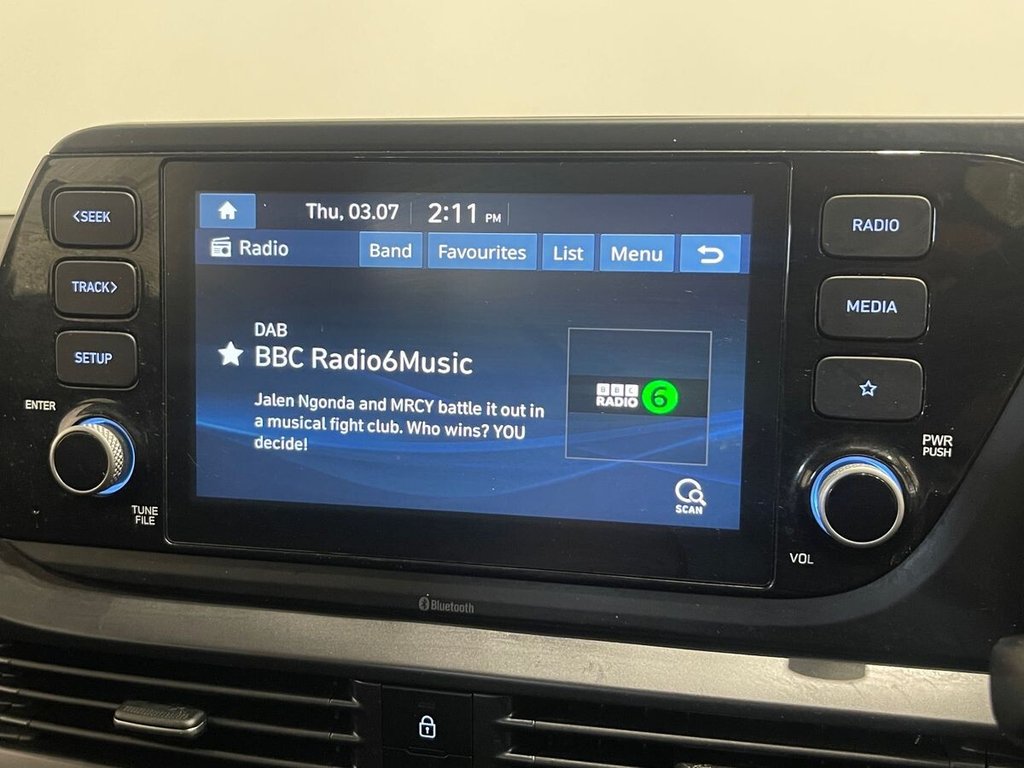 <SEEK
TRACK>
SETUP
ENTER
TUNE
FILE
Thu, 03.07
2:11 PM
Radio
Band
Favourites
List
Menu
DAB
BBC Radio6Music
Jalen Ngonda and MRCY battle it out in
a musical fight club. Who wins? YOU
decide!
BBC
RADIO 6
SCAN
RADIO
MEDIA
PWR
PUSH
VOL
Bluetooth